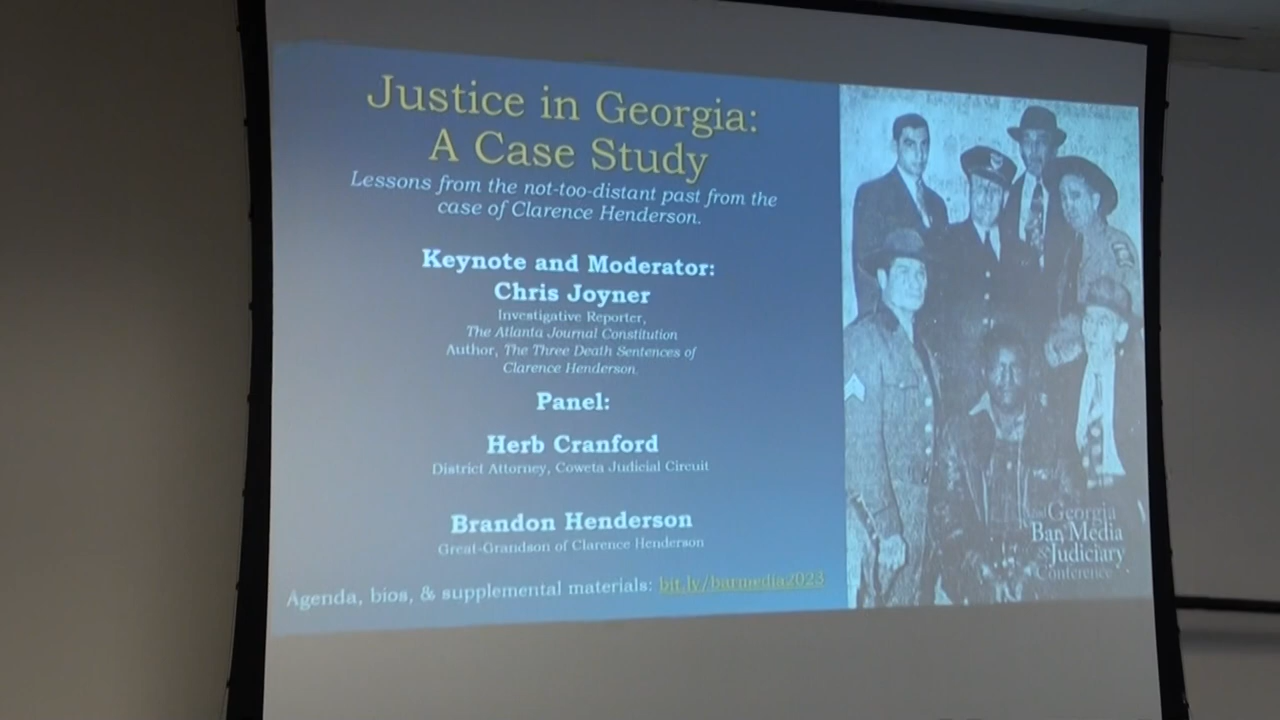 Justice in Georgia:
A Case Study
Lessons from the not-too-distant past from the
case of Clarence Henderson.
Keynote and Moderator:
Chris Joyner
Investigative Reporter,
The Atlanta Journal Constitution
Author, The Three Death Sentences of
Clarence Henderson
Panel:
Herb Cranford
District Attorney, Coweta Judicial Circuit
Brandon Henderson
Great-Grandson of Clarence Henderson
Agenda, bios, & supplemental materials: bit.ly/barmedia2023
Georgia
Bar Media
& Judiciary
Conference